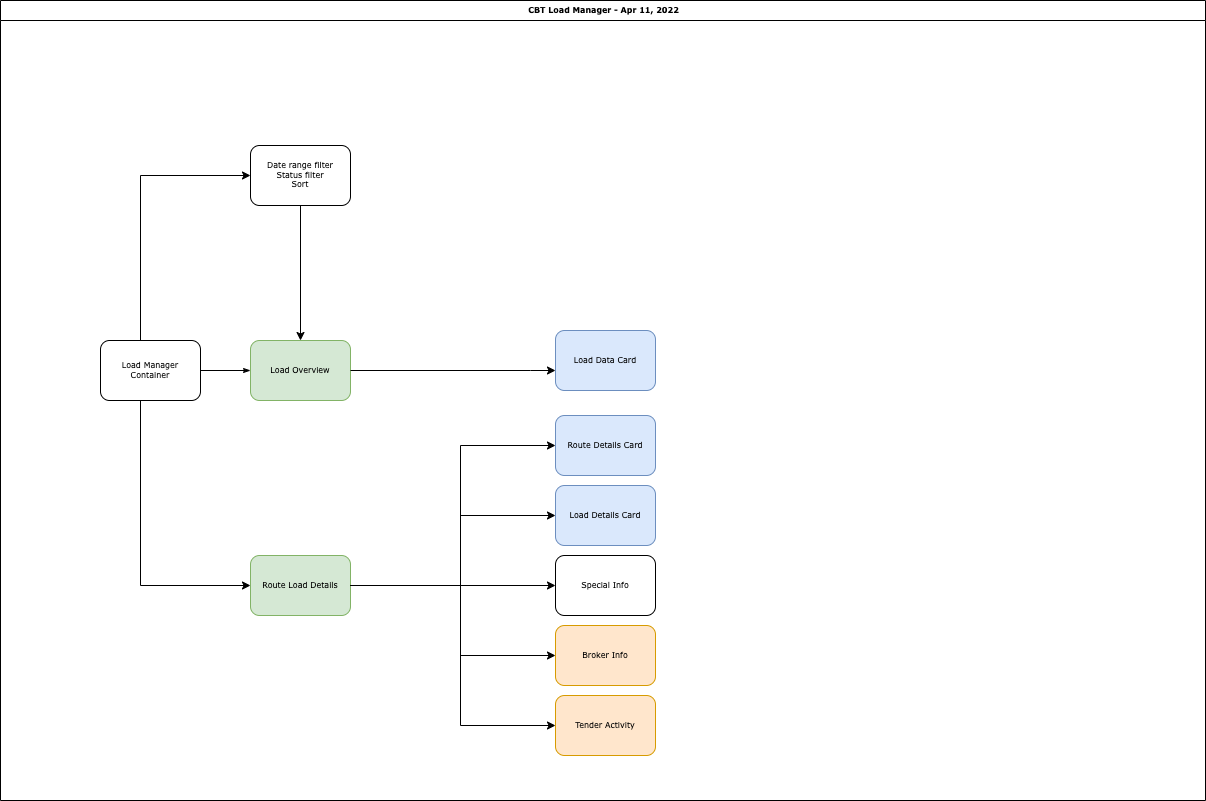 CBT Load Manager - Apr 11, 2022
Date range filter
Status filter
Sort
Load Manager
Container
Load Overview
Load Data Card
Route Details Card
Load Details Card
Route Load Details
Special Info
Broker Info
Tender Activity